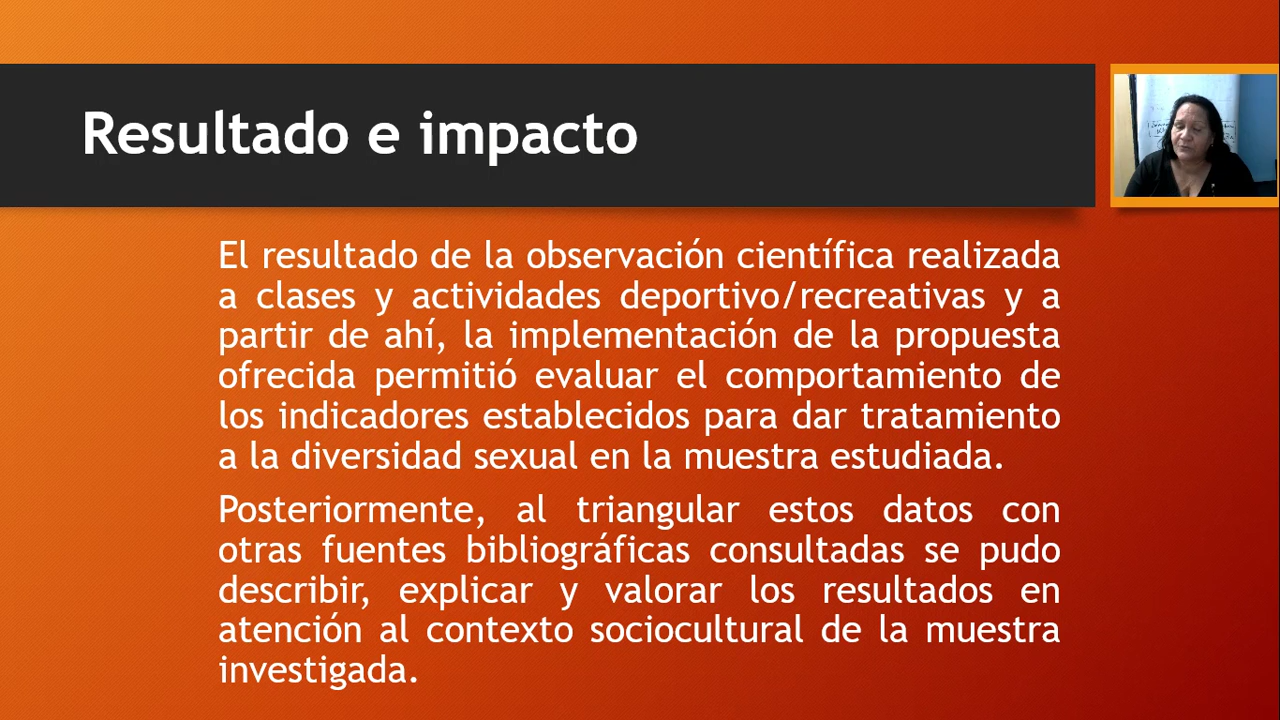 Resultado e impacto
El resultado de la observación científica realizada
a clases y actividades deportivo/recreativas y a
partir de ahí, la implementación de la propuesta
ofrecida permitió evaluar el comportamiento de
los indicadores establecidos para dar tratamiento
a la diversidad sexual en la muestra estudiada.
Posteriormente, al triangular estos datos con
otras fuentes bibliográficas consultadas se pudo
describir, explicar y valorar los resultados en
atención al contexto sociocultural de la muestra
investigada.